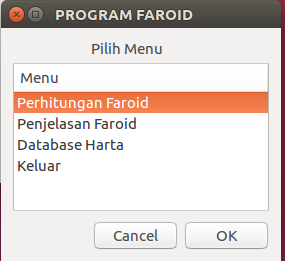 PROGRAM FAROID
Pilih Menu
Menu
Perhitungan Faroid
Penjelasan Faroid
Database Harta
Keluar
Cancel OK